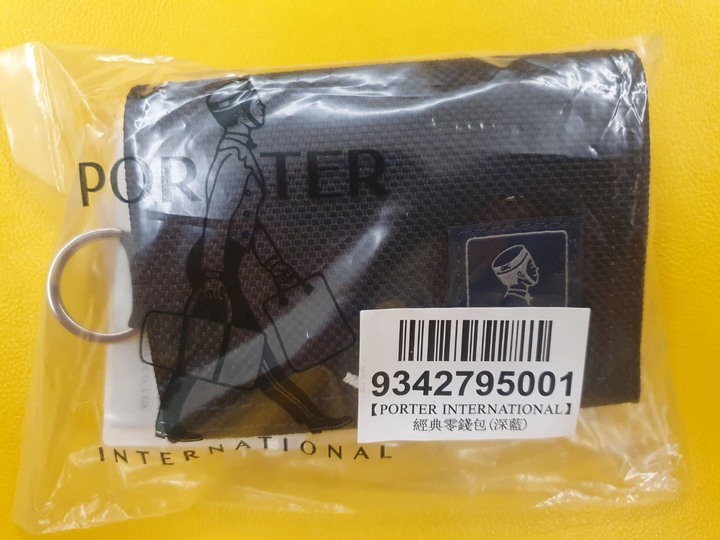 PORTER
INTERNATIONAL
9342795001
【PORTER INTERNATIONAL】
經典零錢包(深藍)